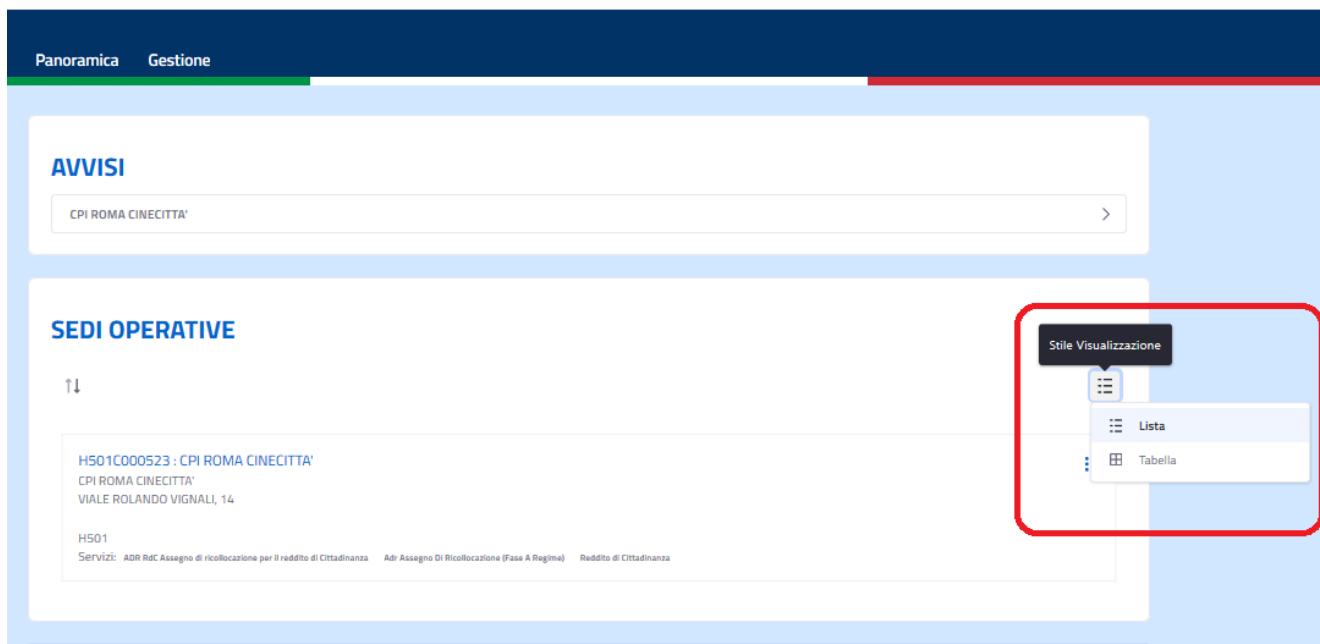 Panoramica Gestione
AVVISI
CPI ROMA CINECITTA'
SEDI OPERATIVE
Stile Visualizzazione
Lista
Tabella
H501C000523 : CPI ROMA CINECITTA'
CPI ROMA CINECITTA'
VIALE ROLANDO VIGNALI, 14
H501
Servizi: ADR RdC Assegno di ricollocazione per il reddito di Cittadinanza Adr Assegno Di Ricollocazione (Fase A Regime) Reddito di Cittadinanza